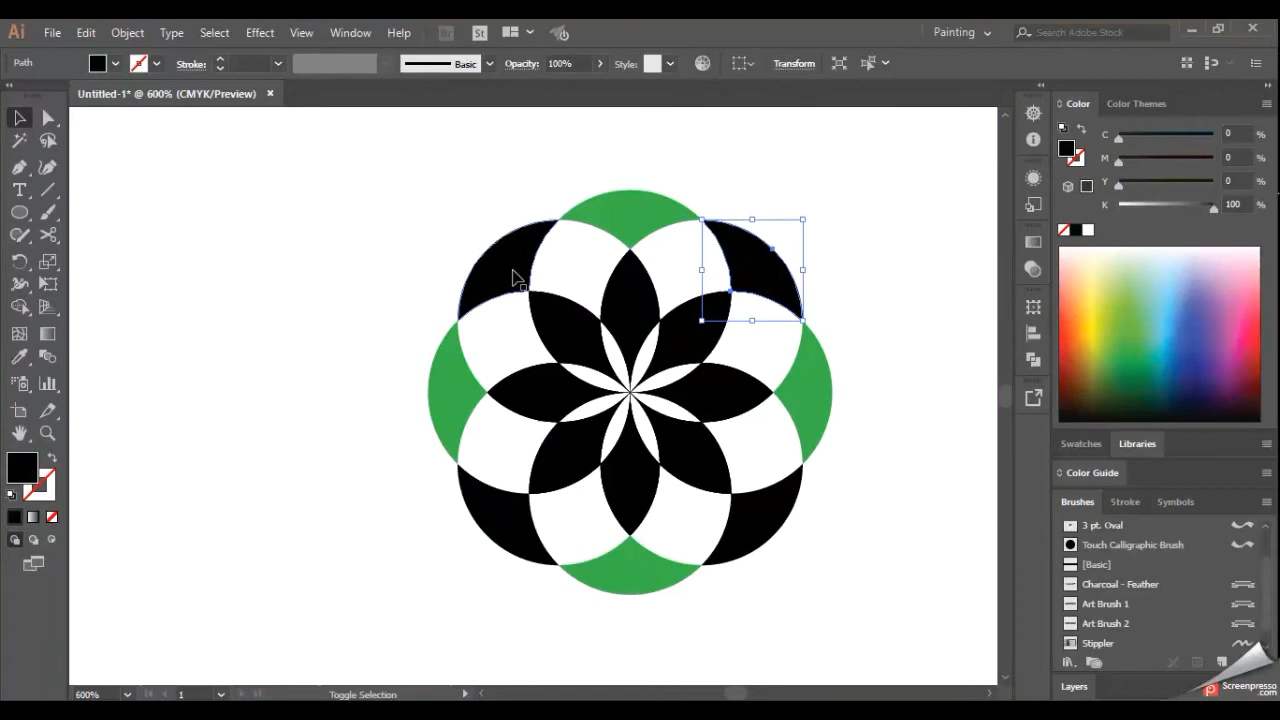 Ai File Edit Object Type Select Effect View Window Help Br St Painting Search Adobe Stock
Path Stroke: Basic Opacity: 100% Style: Transform
Untitled-1* @ 600% (CMYK/Preview) ×
Color Color Themes
C 0 %
M 0 %
Y 0 %
K 100 %
Swatches Libraries
Color Guide
Brushes Stroke Symbols
3 pt. Oval
Touch Calligraphic Brush
[Basic]
Charcoal - Feather
Art Brush 1
Art Brush 2
Stippler
Layers
Screenpresso
.com
600% 1 Toggle Selection